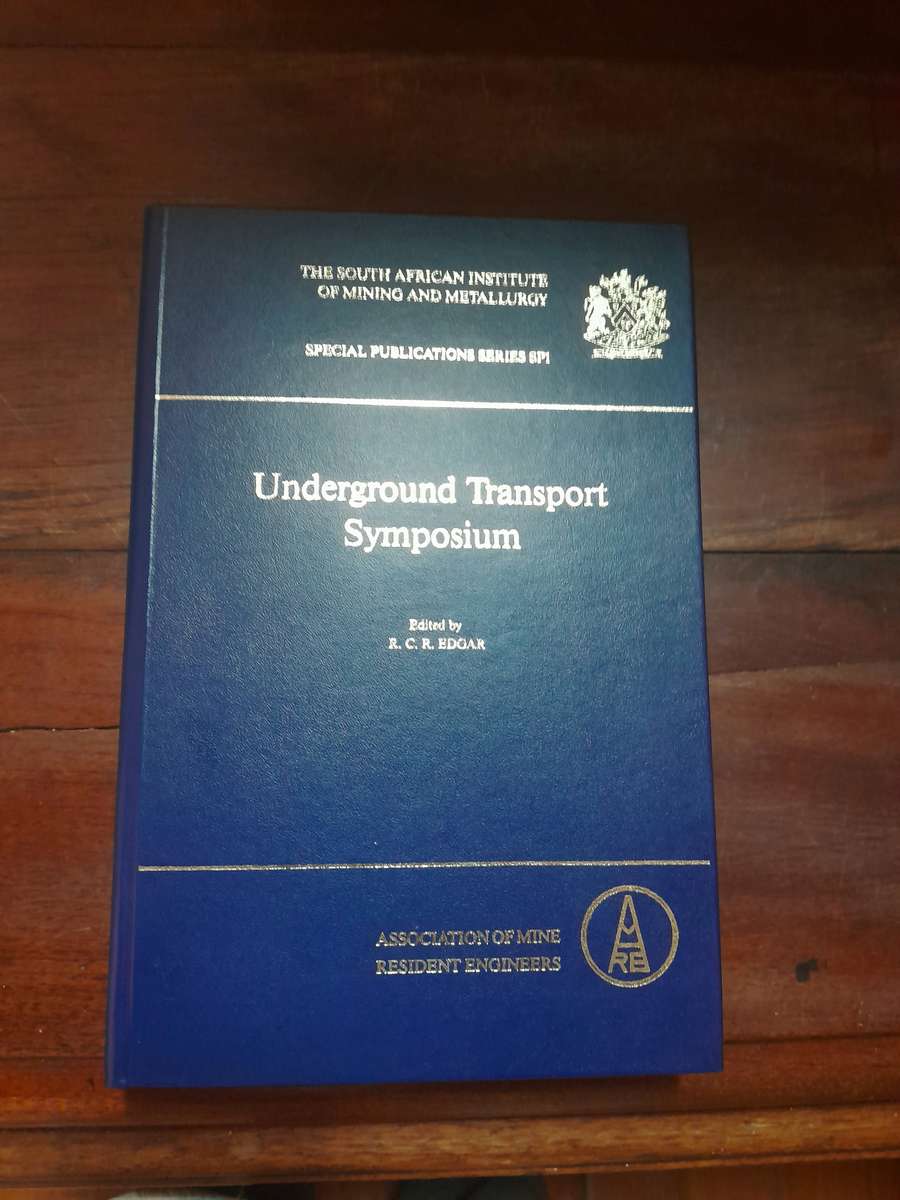 THE SOUTH AFRICAN INSTITUTE
OF MINING AND METALLURGY
SPECIAL PUBLICATIONS SERIES SP1
Underground Transport
Symposium
Edited by
R. C. R. EDGAR
ASSOCIATION OF MINE
RESIDENT ENGINEERS
AMRE